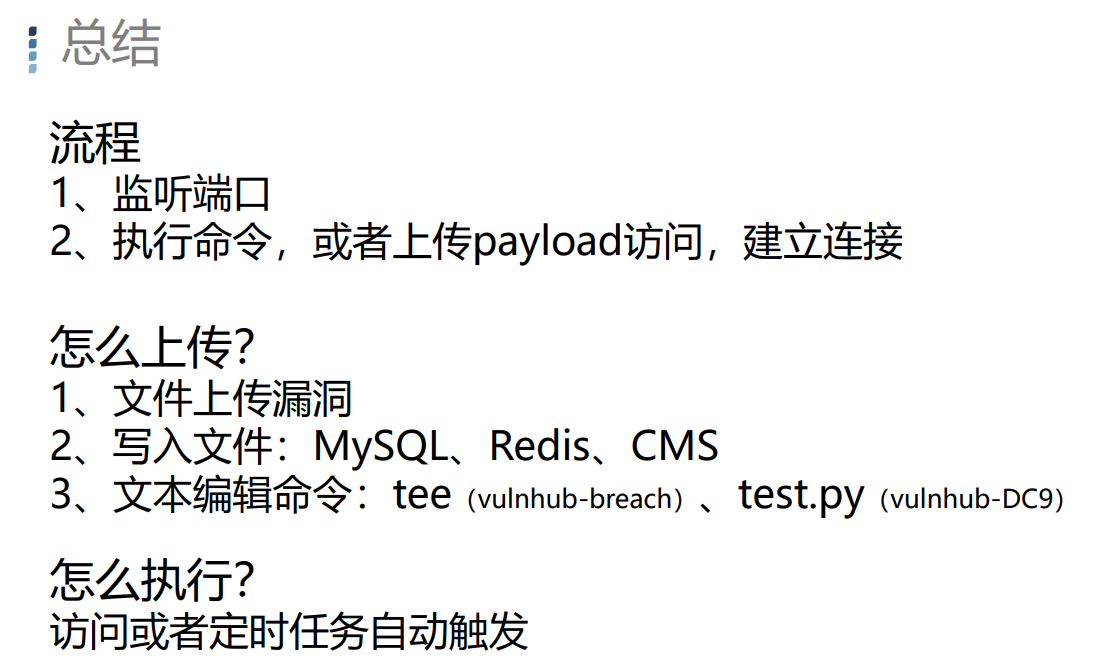 总结
流程
1、监听端口
2、执行命令，或者上传payload访问，建立连接
怎么上传？
1、文件上传漏洞
2、写入文件：MySQL、Redis、CMS
3、文本编辑命令：tee（vulnhub-breach）、test.py（vulnhub-DC9）
怎么执行？
访问或者定时任务自动触发